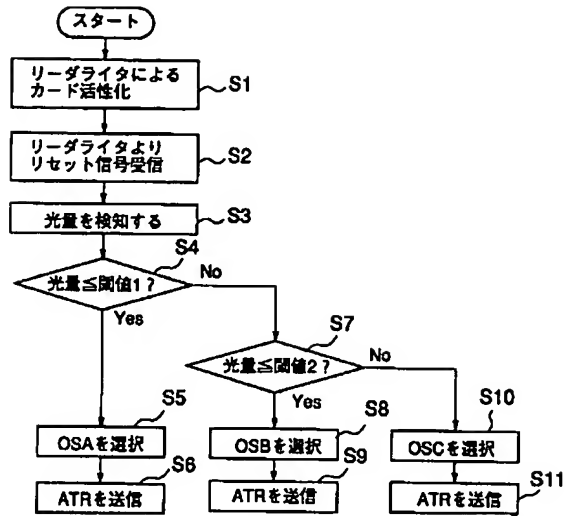 スタート
リーダライタによる
カード活性化
S1
リーダライタより
リセット信号受信
S2
光量を検知する
S3
光量≦閾値1？
S4
No
Yes
光量≦閾値2？
S7
No
Yes
OSAを選択
S5
OSBを選択
S8
OSCを選択
S10
ATRを送信
S6
ATRを送信
S9
ATRを送信
S11